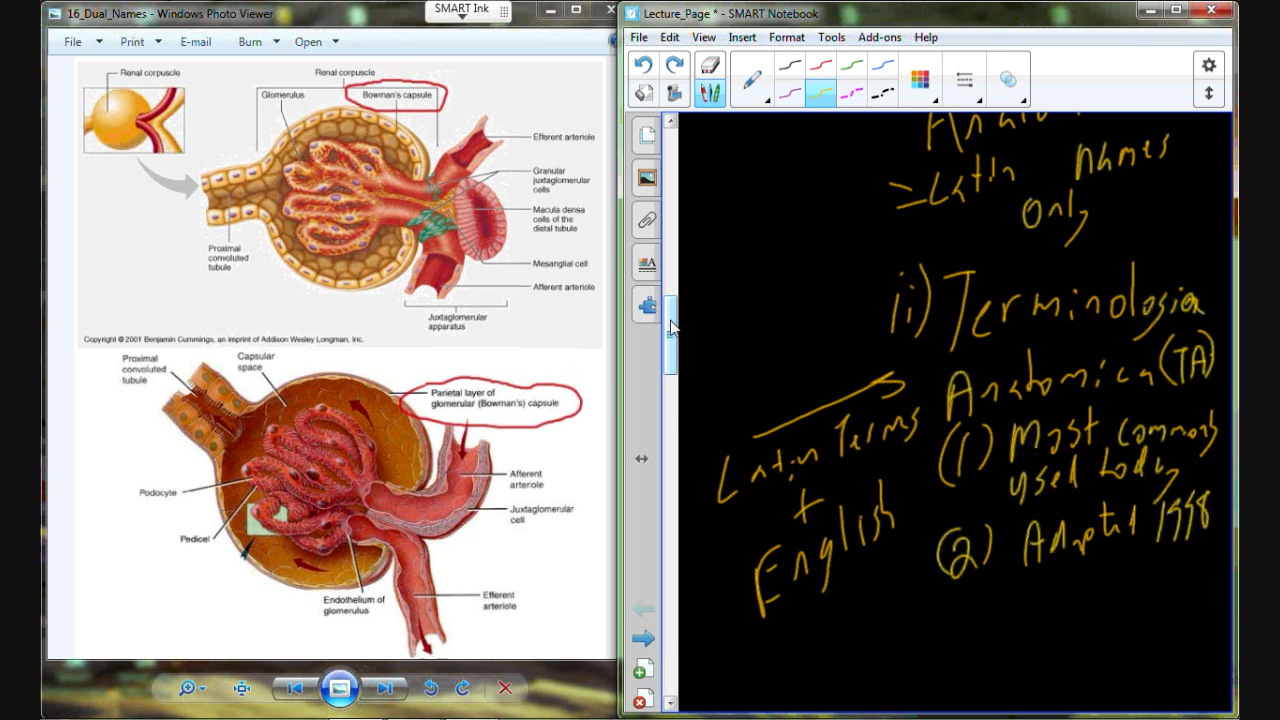 16_Dual_Names - Windows Photo Viewer
SMART Ink
File Print E-mail Burn Open
Renal corpuscle
Renal corpuscle
Glomerulus
Bowman's capsule
Efferent arteriole
Granular
juxtaglomerular
cells
Macula densa
cells of the
distal tubule
Proximal
convoluted
tubule
Mesanglial cell
Afferent arteriole
Juxtaglomerular
apparatus
Copyright © 2001 Benjamin Cummings, an imprint of Addison Wesley Longman, Inc.
Proximal
convoluted
tubule
Capsular
space
Parietal layer of
glomerular (Bowman's) capsule
Afferent
arteriole
Podocyte
Juxtaglomerular
cell
Pedicel
Endothelium of
glomerulus
Efferent
arteriole
Lecture_Page * - SMART Notebook
File Edit View Insert Format Tools Add-ons Help
=Latin Names
Only
ii) Terminologia
Anatomica (TA)
Latin Terms
+
English
(1) Most commonly
used today
(2) Adapted 1998